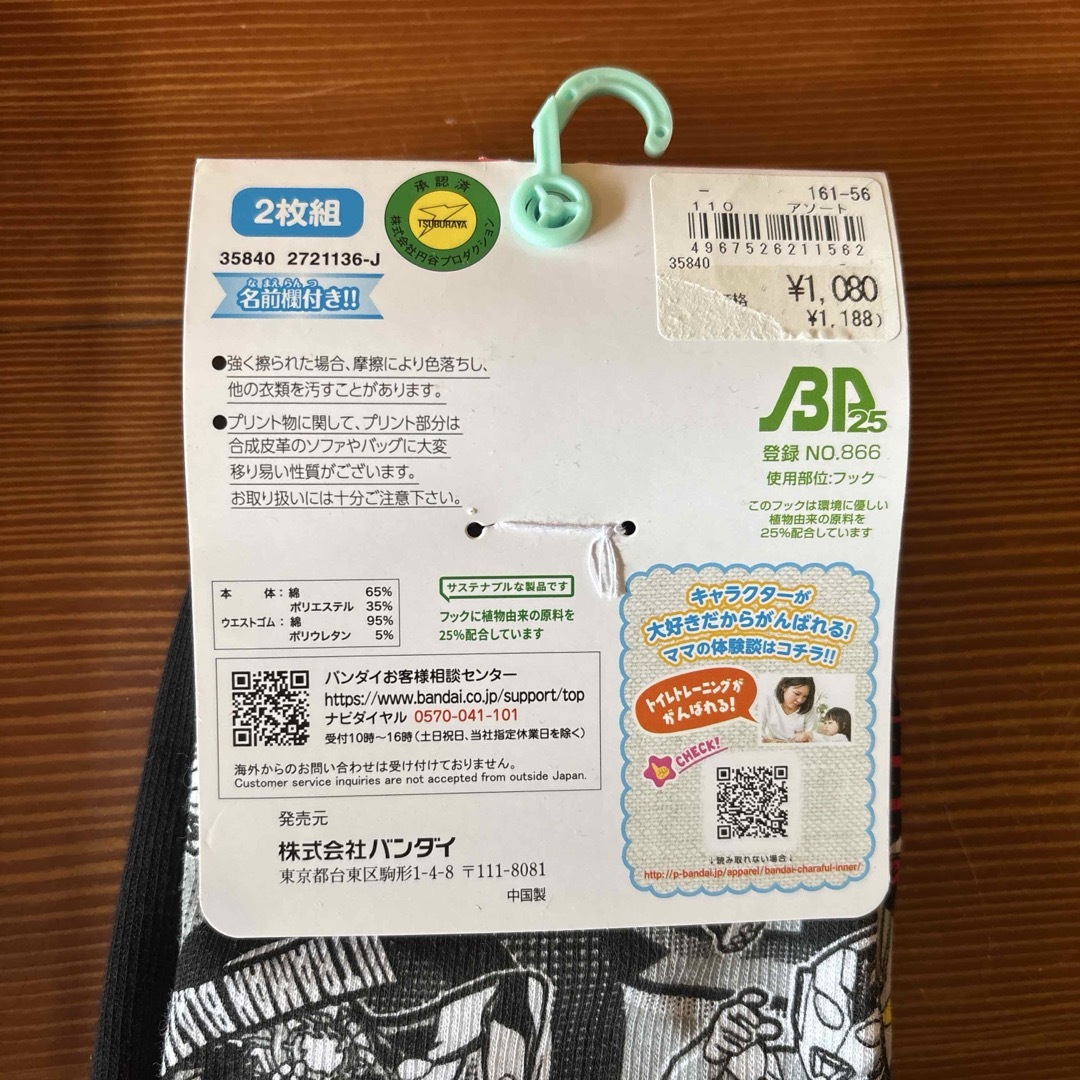 2枚組
35840 2721136-J
なまえらんつ
名前欄付き!!
承認済
TSUBURAYA
株式会社円谷プロダクション
161-56
110 アソート
4967526211562
35840
格 ¥1,080
¥1,188)
●強く擦られた場合、摩擦により色落ちし、
他の衣類を汚すことがあります。
●プリント物に関して、プリント部分は
合成皮革のソファやバッグに大変
移り易い性質がございます。
お取り扱いには十分ご注意下さい。
BP25
登録 NO.866
使用部位:フック
このフックは環境に優しい
植物由来の原料を
25%配合しています
本 体:綿 65%
ポリエステル 35%
ウエストゴム:綿 95%
ポリウレタン 5%
サステナブルな製品です
フックに植物由来の原料を
25%配合しています
バンダイお客様相談センター
https://www.bandai.co.jp/support/top
ナビダイヤル 0570-041-101
受付10時〜16時(土日祝日、当社指定休業日を除く)
海外からのお問い合わせは受け付けておりません。
Customer service inquiries are not accepted from outside Japan.
発売元
株式会社バンダイ
東京都台東区駒形1-4-8 〒111-8081
中国製
キャラクターが
大好きだからがんばれる!
ママの体験談はコチラ!!
トイレトレーニングが
がんばれる!
CHECK!
↓読み取れない場合↓
http://p-bandai.jp/apparel/bandai-charaful-inner/
ULTRAMAN BL